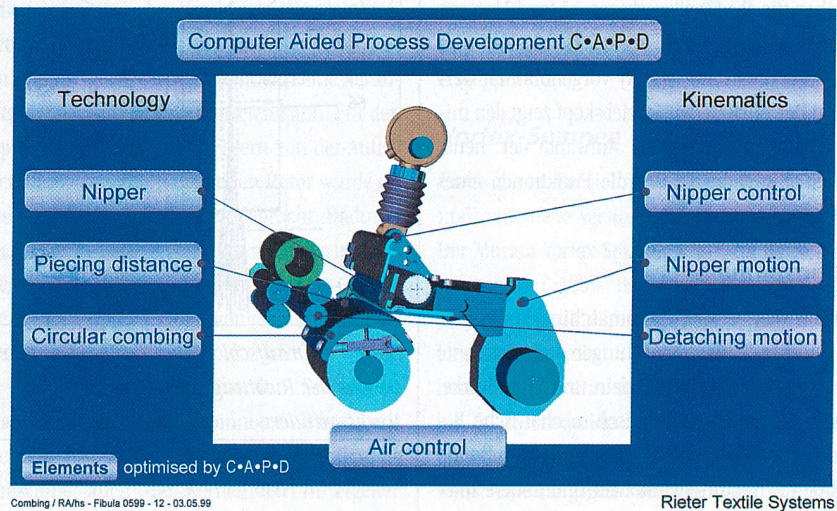 Computer Aided Process Development C•A•P•D
Technology
Kinematics
Nipper
Nipper control
Piecing distance
Nipper motion
Circular combing
Detaching motion
Air control
Elements optimised by C•A•P•D
Combing / RA/hs - Fibula 0599 - 12 - 03.05.99
Rieter Textile Systems